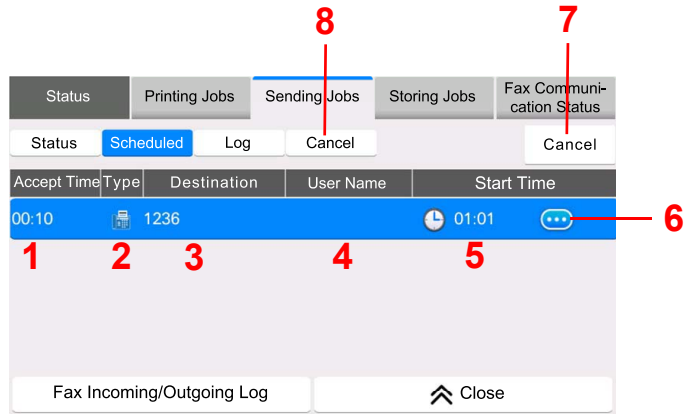 8 7
Status Printing Jobs Sending Jobs Storing Jobs Fax Communi-
cation Status
Status Scheduled Log Cancel Cancel
Accept Time Type Destination User Name Start Time
00:10 1236 01:01 6
1 2 3 4 5
Fax Incoming/Outgoing Log Close